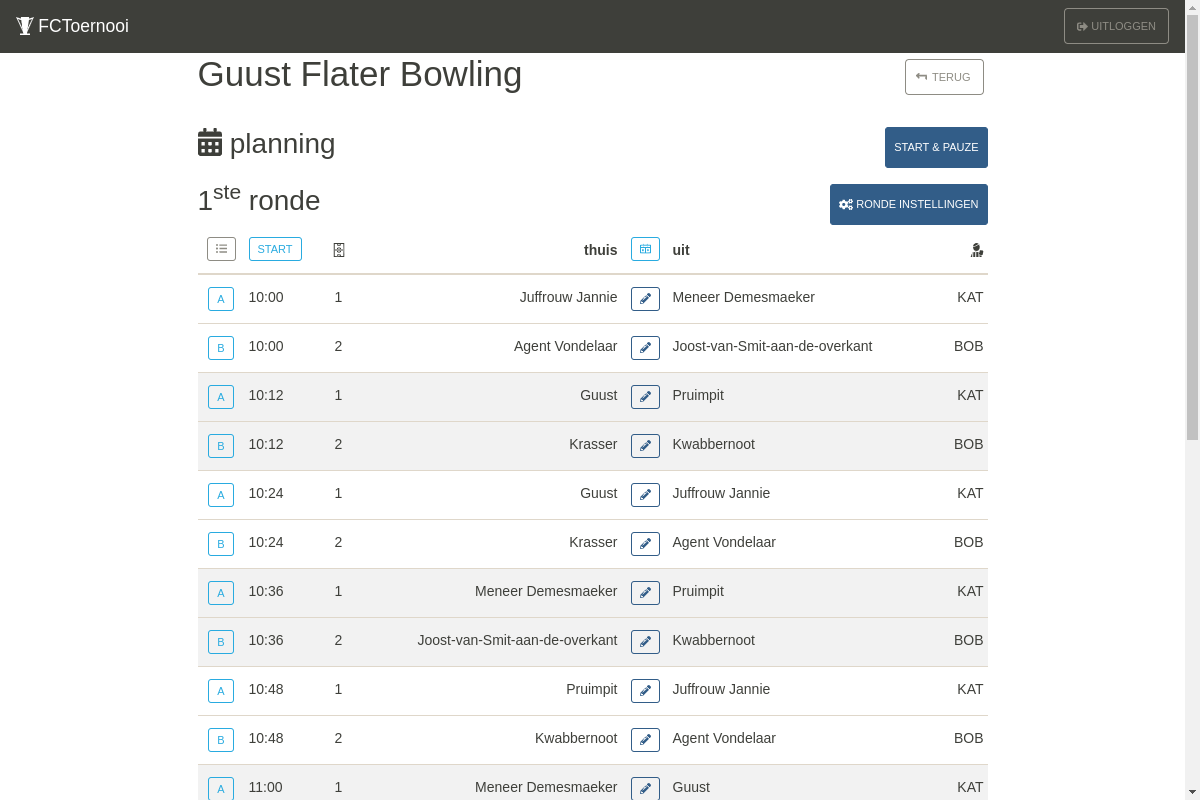 FCToernooi UITLOGGEN
Guust Flater Bowling TERUG
planning START & PAUZE
1ste ronde RONDE INSTELLINGEN
START thuis uit
A 10:00 1 Juffrouw Jannie Meneer Demesmaeker KAT
B 10:00 2 Agent Vondelaar Joost-van-Smit-aan-de-overkant BOB
A 10:12 1 Guust Pruimpit KAT
B 10:12 2 Krasser Kwabbernoot BOB
A 10:24 1 Guust Juffrouw Jannie KAT
B 10:24 2 Krasser Agent Vondelaar BOB
A 10:36 1 Meneer Demesmaeker Pruimpit KAT
B 10:36 2 Joost-van-Smit-aan-de-overkant Kwabbernoot BOB
A 10:48 1 Pruimpit Juffrouw Jannie KAT
B 10:48 2 Kwabbernoot Agent Vondelaar BOB
A 11:00 1 Meneer Demesmaeker Guust KAT